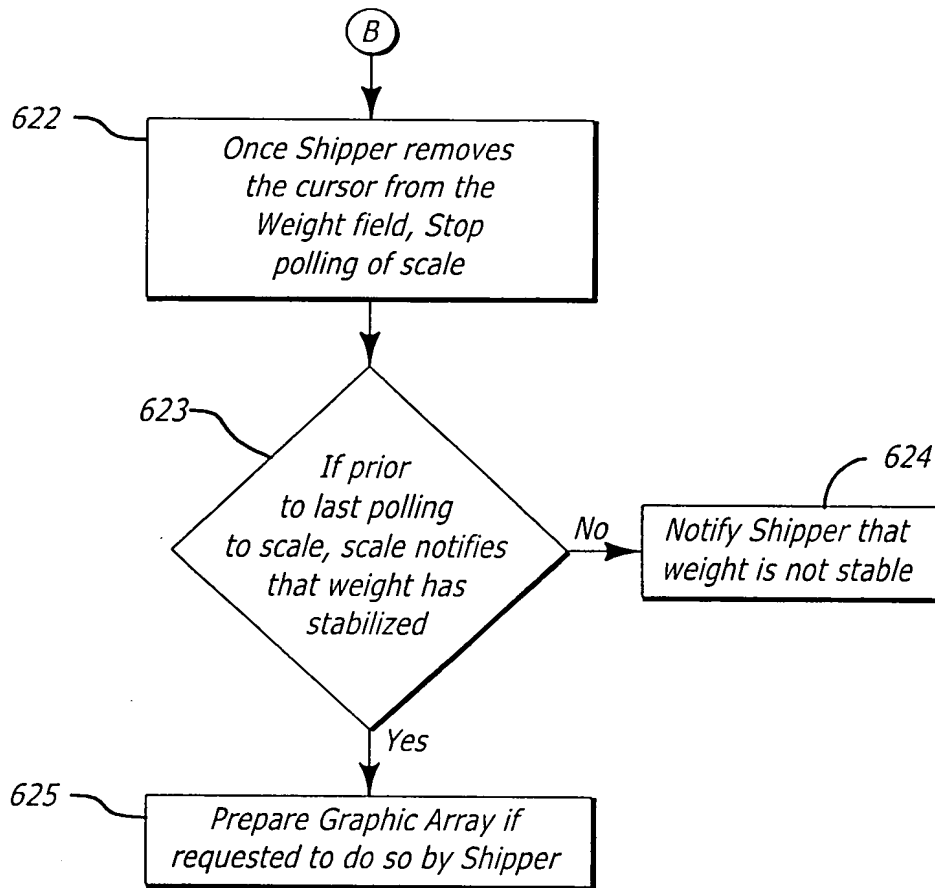 B
622
Once Shipper removes
the cursor from the
Weight field, Stop
polling of scale
623
If prior
to last polling
to scale, scale notifies
that weight has
stabilized
No
624
Notify Shipper that
weight is not stable
Yes
625
Prepare Graphic Array if
requested to do so by Shipper